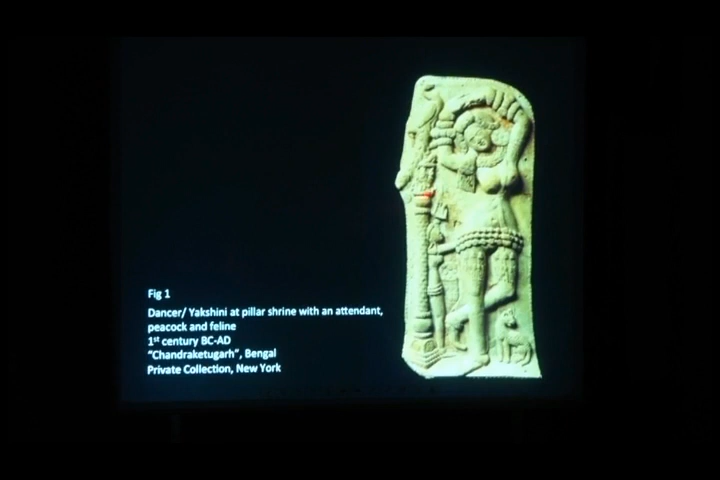 Fig 1
Dancer/ Yakshini at pillar shrine with an attendant,
peacock and feline
1st century BC-AD
“Chandraketugarh”, Bengal
Private Collection, New York